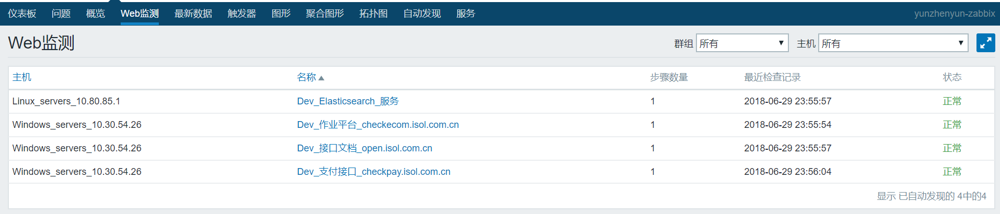 仪表板 问题 概览 Web监测 最新数据 触发器 图形 聚合图形 拓扑图 自动发现 服务 yunzhenyun-zabbix
Web监测 群组 所有 主机 所有
主机 名称 步骤数量 最近检查记录 状态
Linux_servers_10.80.85.1 Dev_Elasticsearch_服务 1 2018-06-29 23:55:57 正常
Windows_servers_10.30.54.26 Dev_作业平台_checkecom.isol.com.cn 1 2018-06-29 23:55:54 正常
Windows_servers_10.30.54.26 Dev_接口文档_open.isol.com.cn 1 2018-06-29 23:55:57 正常
Windows_servers_10.30.54.26 Dev_支付接口_checkpay.isol.com.cn 1 2018-06-29 23:56:04 正常
显示 已自动发现的 4中的4